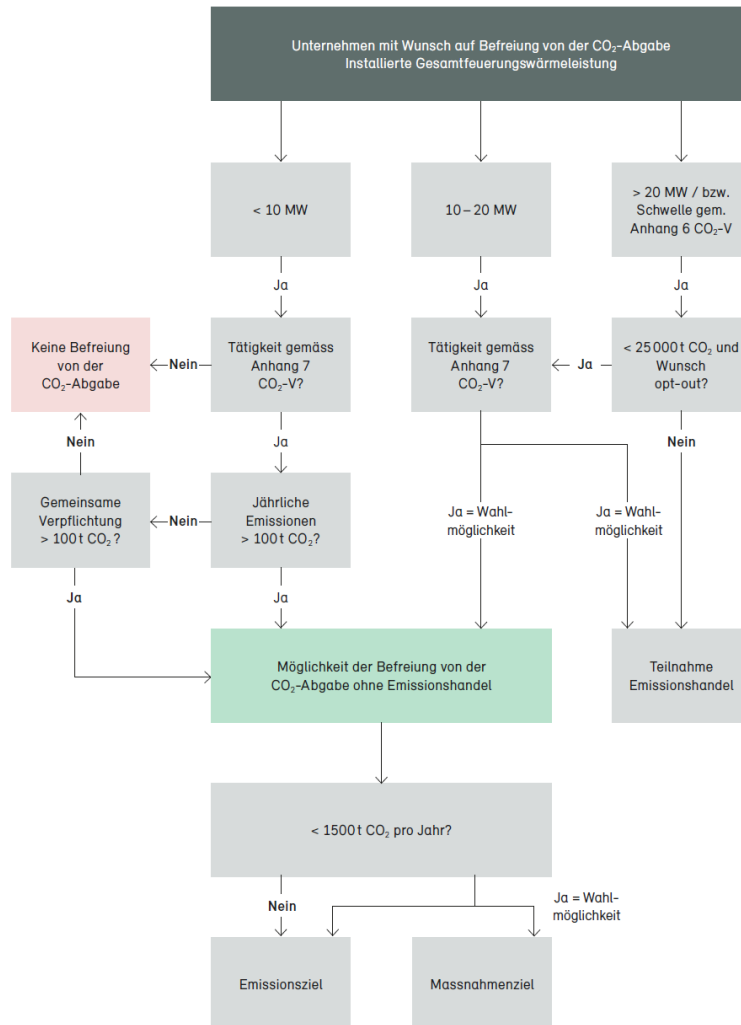 Unternehmen mit Wunsch auf Befreiung von der CO₂-Abgabe
Installierte Gesamtfeuerungswärmeleistung
< 10 MW
10 – 20 MW
> 20 MW / bzw.
Schwelle gem.
Anhang 6 CO₂-V
Ja
Ja
Ja
Keine Befreiung
von der
CO₂-Abgabe
Nein
Tätigkeit gemäss
Anhang 7
CO₂-V?
Tätigkeit gemäss
Anhang 7
CO₂-V?
Ja
< 25 000 t CO₂ und
Wunsch
opt-out?
Nein
Ja
Nein
Gemeinsame
Verpflichtung
> 100 t CO₂ ?
Nein
Jährliche
Emissionen
> 100 t CO₂?
Ja = Wahl-
möglichkeit
Ja = Wahl-
möglichkeit
Ja
Ja
Möglichkeit der Befreiung von der
CO₂-Abgabe ohne Emissionshandel
Teilnahme
Emissionshandel
< 1500 t CO₂ pro Jahr?
Nein
Ja = Wahl-
möglichkeit
Emissionsziel
Massnahmenziel